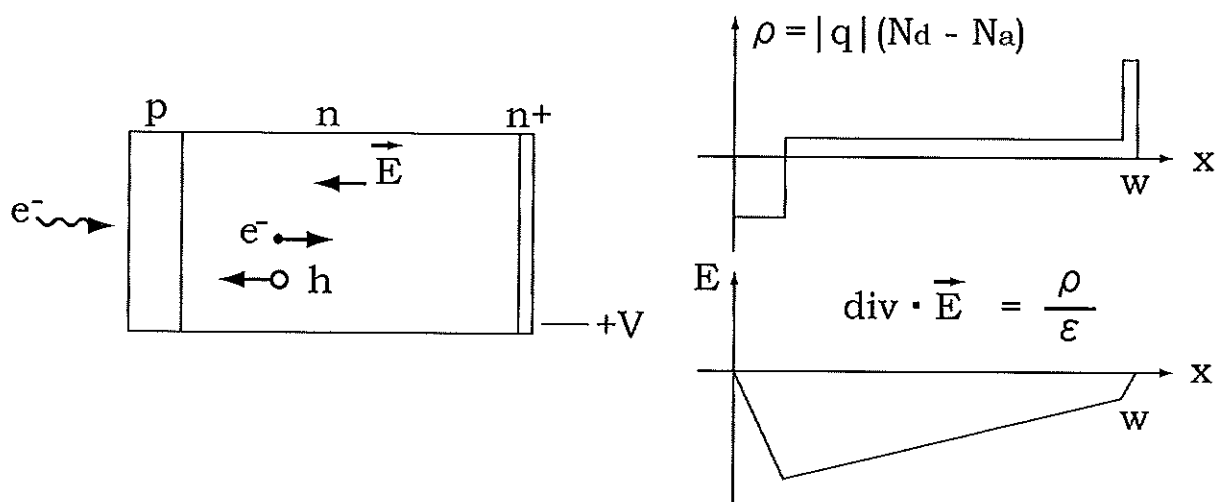 p n n+
E
e⁻
e⁻
h
+V
ρ = |q| (Nd - Na)
x
w
E
div · E = ρ/ε
x
w